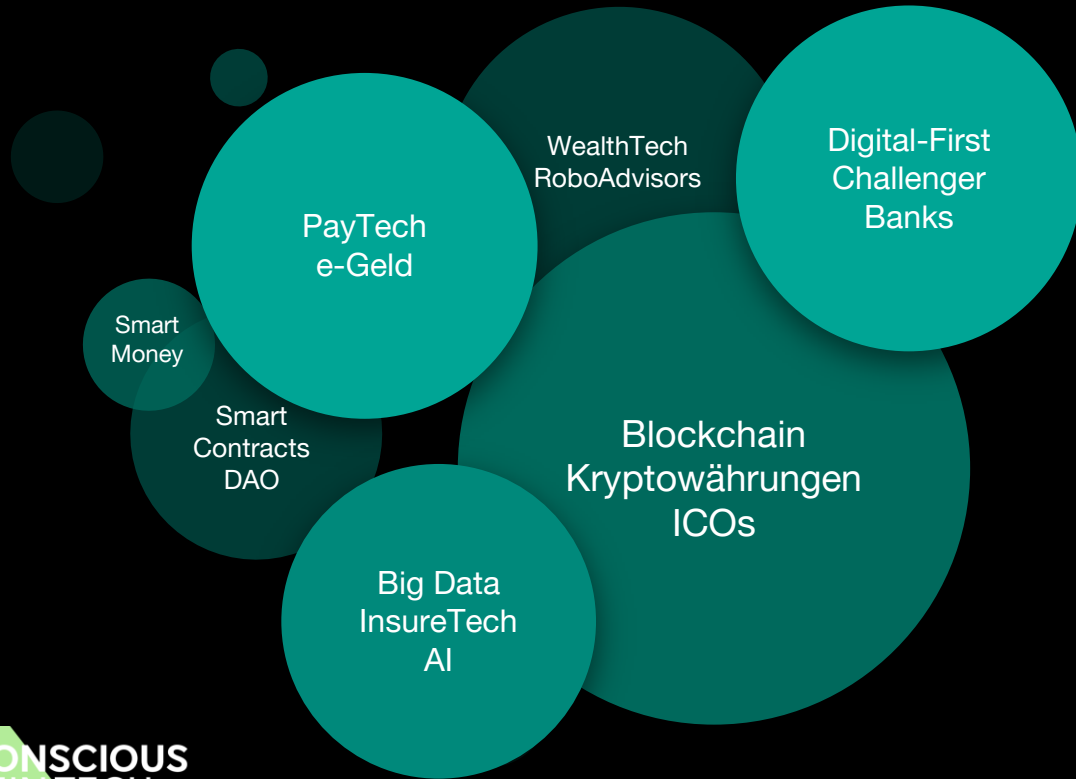 WealthTech
RoboAdvisors
Digital-First
Challenger
Banks
PayTech
e-Geld
Smart
Money
Smart
Contracts
DAO
Blockchain
Kryptowährungen
ICOs
Big Data
InsureTech
AI
ONSCIOUS